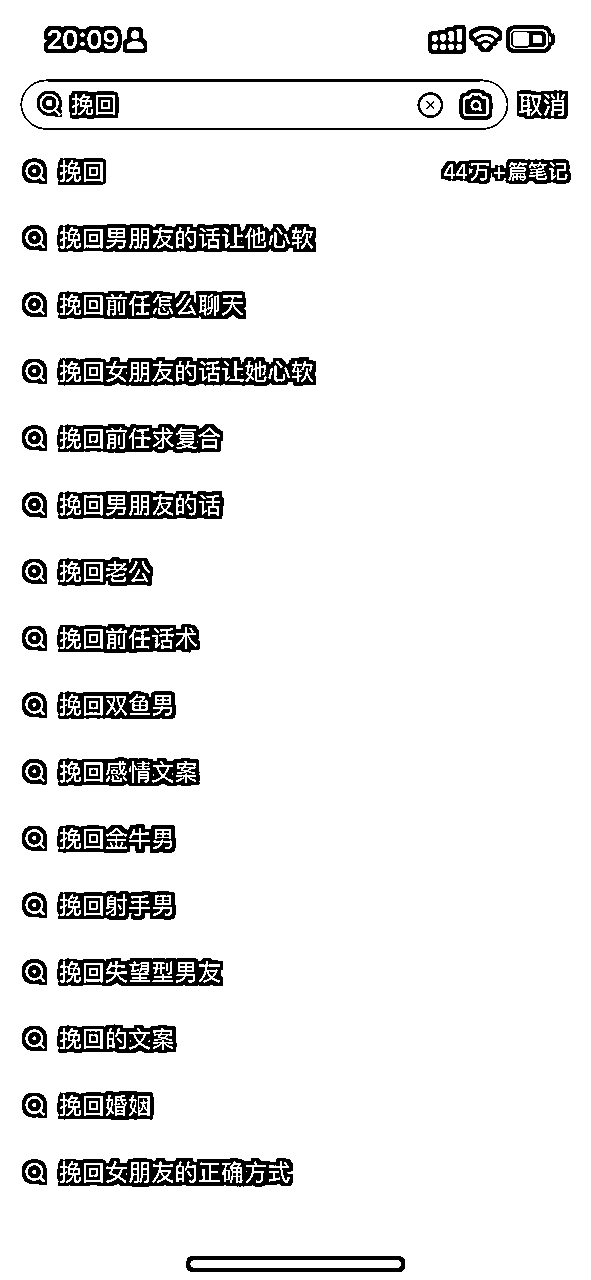 20:09
挽回 取消
挽回 44万+篇笔记
挽回男朋友的话让他心软
挽回前任怎么聊天
挽回女朋友的话让她心软
挽回前任求复合
挽回男朋友的话
挽回老公
挽回前任话术
挽回双鱼男
挽回感情文案
挽回金牛男
挽回射手男
挽回失望型男友
挽回的文案
挽回婚姻
挽回女朋友的正确方式